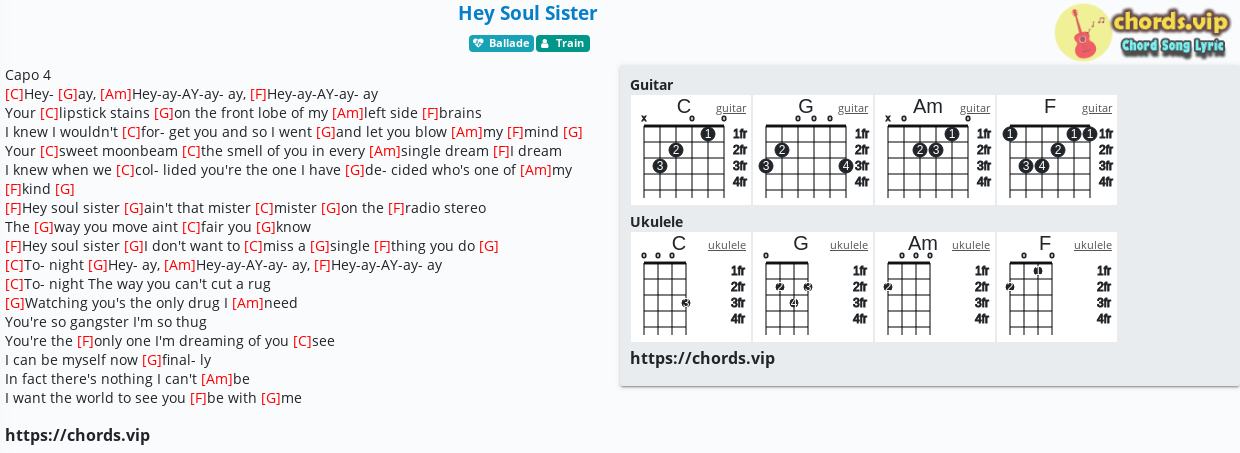 Hey Soul Sister
Ballade Train
chords.vip
Chord Song Lyric
Capo 4
[C]Hey- [G]ay, [Am]Hey-ay-AY-ay- ay, [F]Hey-ay-AY-ay- ay
Your [C]lipstick stains [G]on the front lobe of my [Am]left side [F]brains
I knew I wouldn't [C]for- get you and so I went [G]and let you blow [Am]my [F]mind [G]
Your [C]sweet moonbeam [C]the smell of you in every [Am]single dream [F]I dream
I knew when we [C]col- lided you're the one I have [G]de- cided who's one of [Am]my
[F]kind [G]
[F]Hey soul sister [G]ain't that mister [C]mister [G]on the [F]radio stereo
The [G]way you move aint [C]fair you [G]know
[F]Hey soul sister [G]I don't want to [C]miss a [G]single [F]thing you do [G]
[C]To- night [G]Hey- ay, [Am]Hey-ay-AY-ay- ay, [F]Hey-ay-AY-ay- ay
[C]To- night The way you can't cut a rug
[G]Watching you's the only drug I [Am]need
You're so gangster I'm so thug
You're the [F]only one I'm dreaming of you [C]see
I can be myself now [G]final- ly
In fact there's nothing I can't [Am]be
I want the world to see you [F]be with [G]me
https://chords.vip
Guitar
C guitar
x o o
1 1fr
2 2fr
3 3fr
4fr
G guitar
o o o
1fr
2 2fr
3 4 3fr
4fr
Am guitar
x o o
1 1fr
2 3 2fr
3fr
4fr
F guitar
1 1 1 1fr
2 2fr
3 4 3fr
4fr
Ukulele
C ukulele
o o o
1fr
2fr
3 3fr
4fr
G ukulele
o
1fr
2 3 2fr
4 3fr
4fr
Am ukulele
o o o
1fr
2 2fr
3fr
4fr
F ukulele
o o
1 1fr
2 2fr
3fr
4fr
https://chords.vip